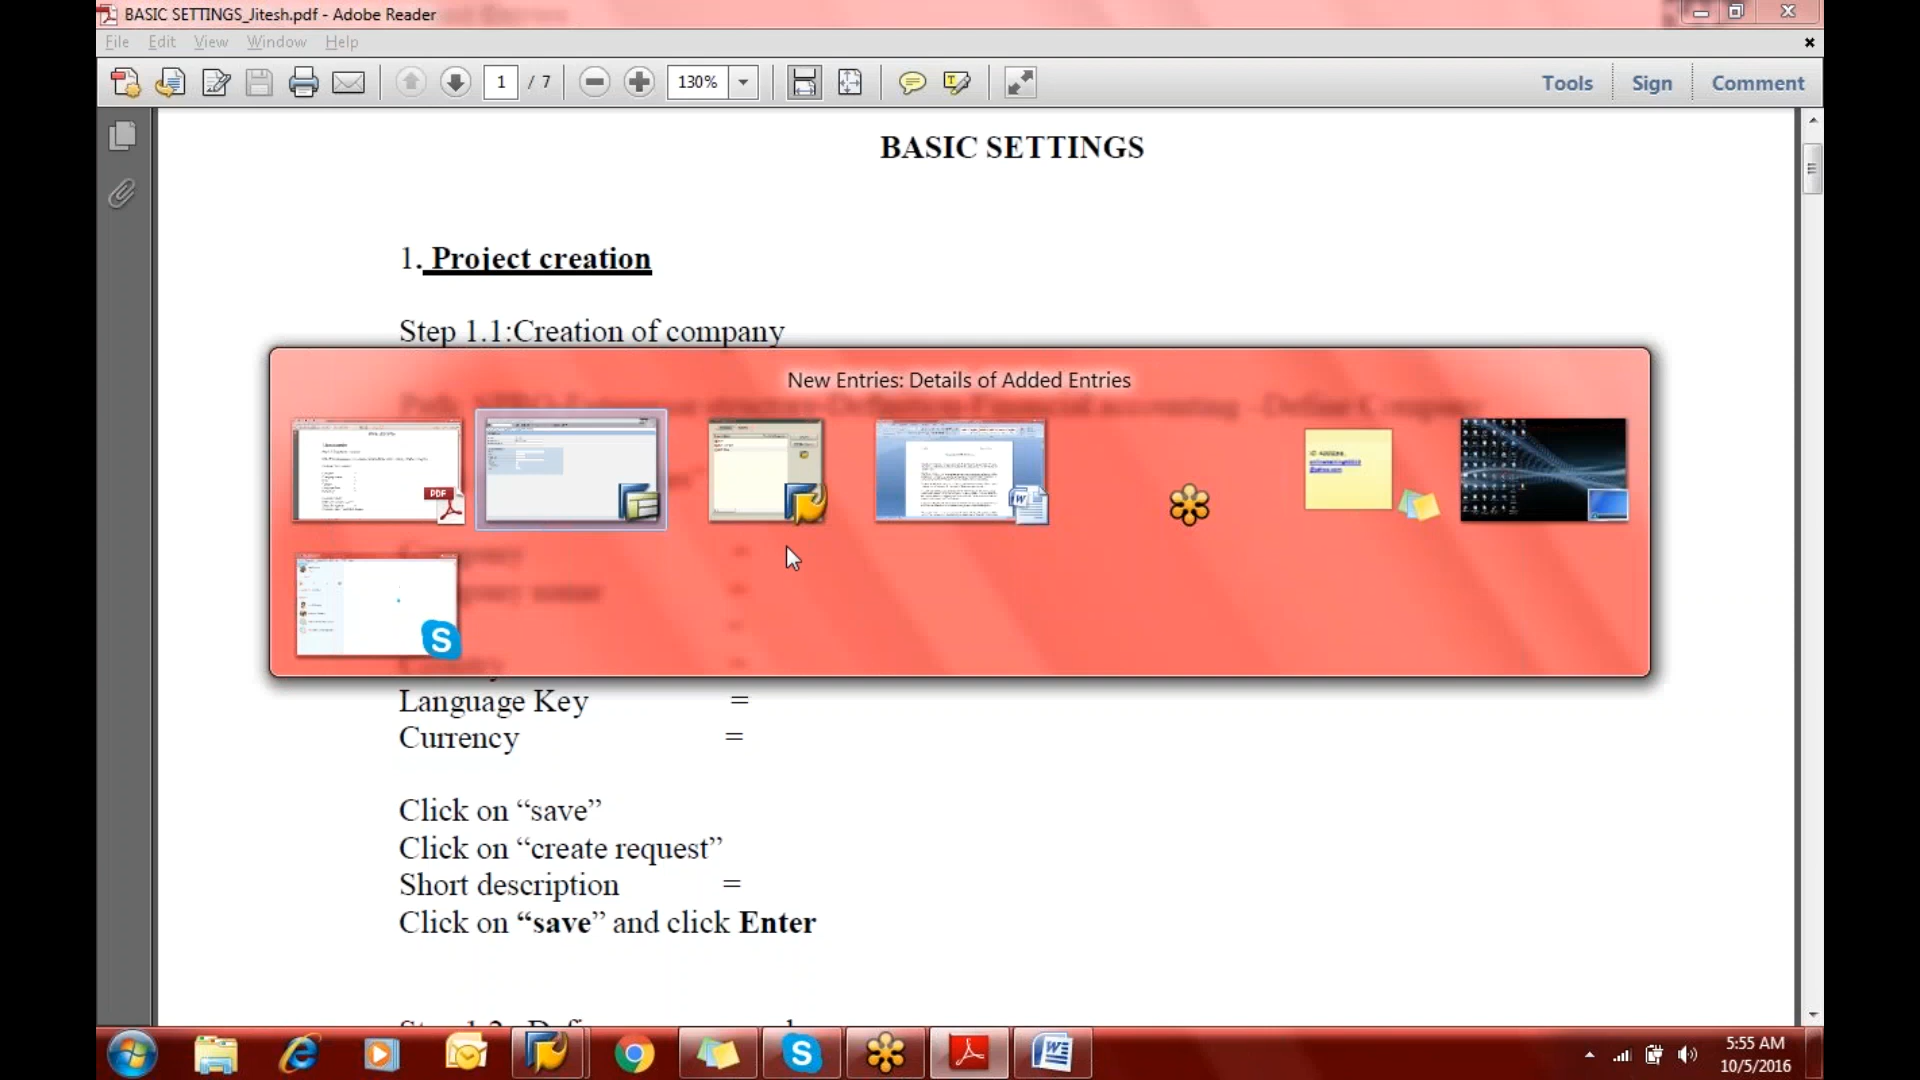 BASIC SETTINGS_Jitesh.pdf - Adobe Reader
File Edit View Window Help
1 / 7 130% Tools Sign Comment
BASIC SETTINGS
1. Project creation
Step 1.1:Creation of company
New Entries: Details of Added Entries
Language Key =
Currency =
Click on “save”
Click on “create request”
Short description =
Click on “save” and click Enter
5:55 AM
10/5/2016